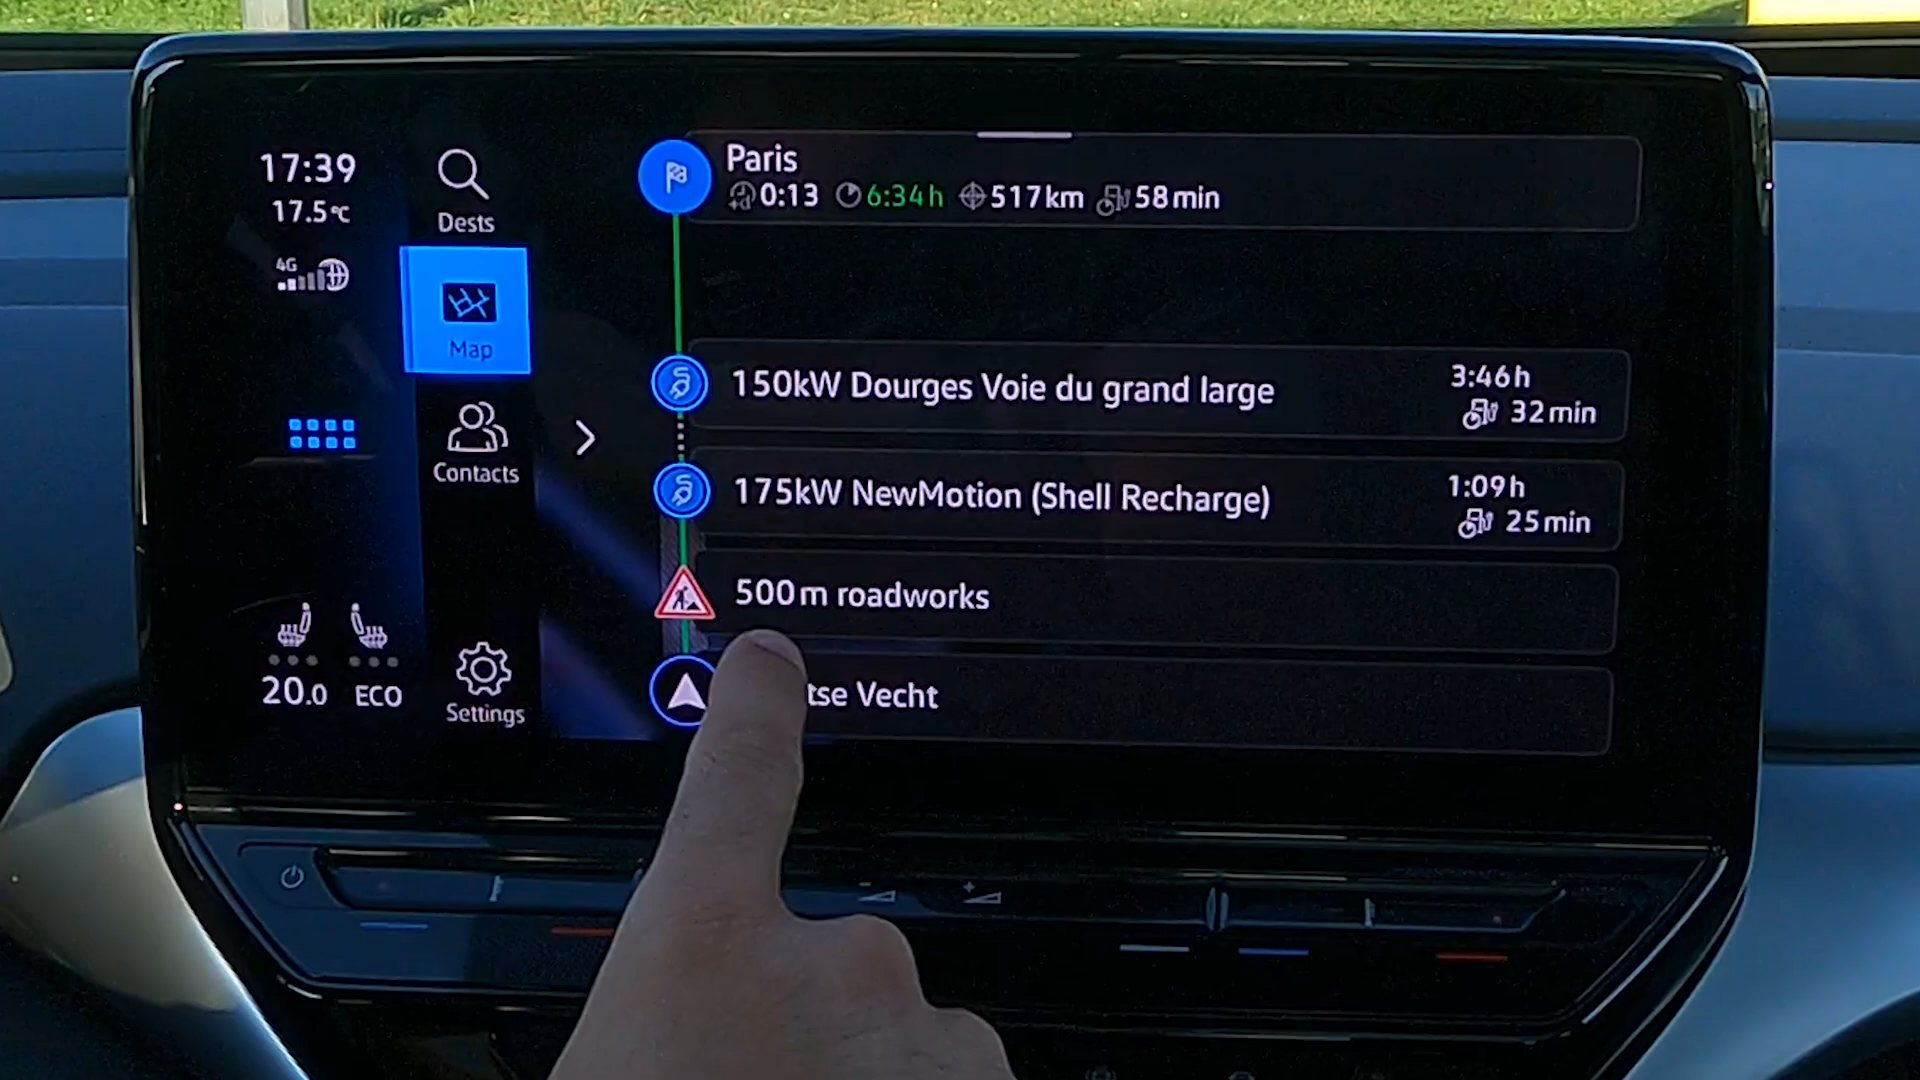 17:39
17.5°C
4G
20.0
ECO
Dests
Map
Contacts
Settings
Paris
0:13 6:34 h 517 km 58 min
150kW Dourges Voie du grand large
3:46 h
32 min
175kW NewMotion (Shell Recharge)
1:09 h
25 min
500 m roadworks
Vecht